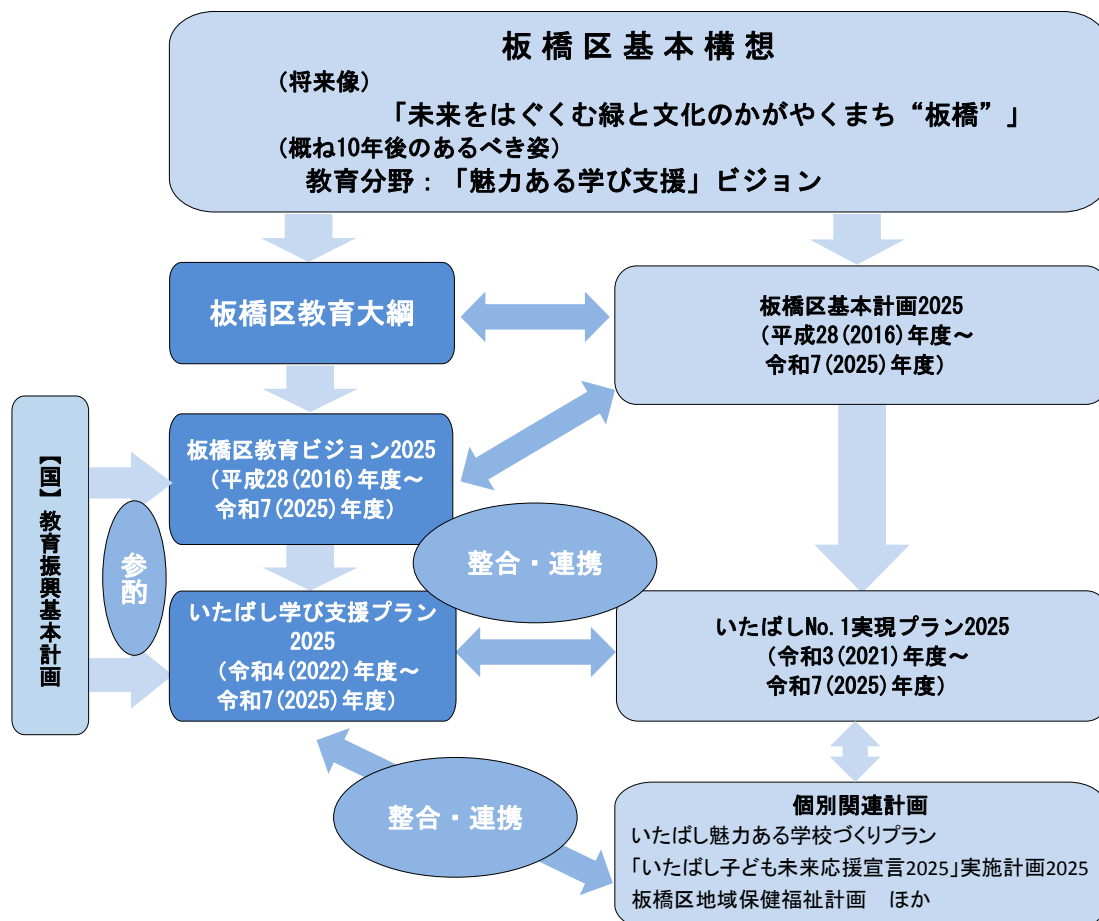 板橋区基本構想
(将来像)
「未来をはぐくむ緑と文化のかがやくまち“板橋”」
(概ね10年後のあるべき姿)
教育分野：「魅力ある学び支援」ビジョン
板橋区教育大綱
板橋区基本計画2025
(平成28(2016)年度～
令和7(2025)年度)
【国】教育振興基本計画
参酌
板橋区教育ビジョン2025
(平成28(2016)年度～
令和7(2025)年度)
整合・連携
いたばし学び支援プラン
2025
(令和4(2022)年度～
令和7(2025)年度)
いたばしNo.1実現プラン2025
(令和3(2021)年度～
令和7(2025)年度)
整合・連携
個別関連計画
いたばし魅力ある学校づくりプラン
「いたばし子ども未来応援宣言2025」実施計画2025
板橋区地域保健福祉計画　ほか